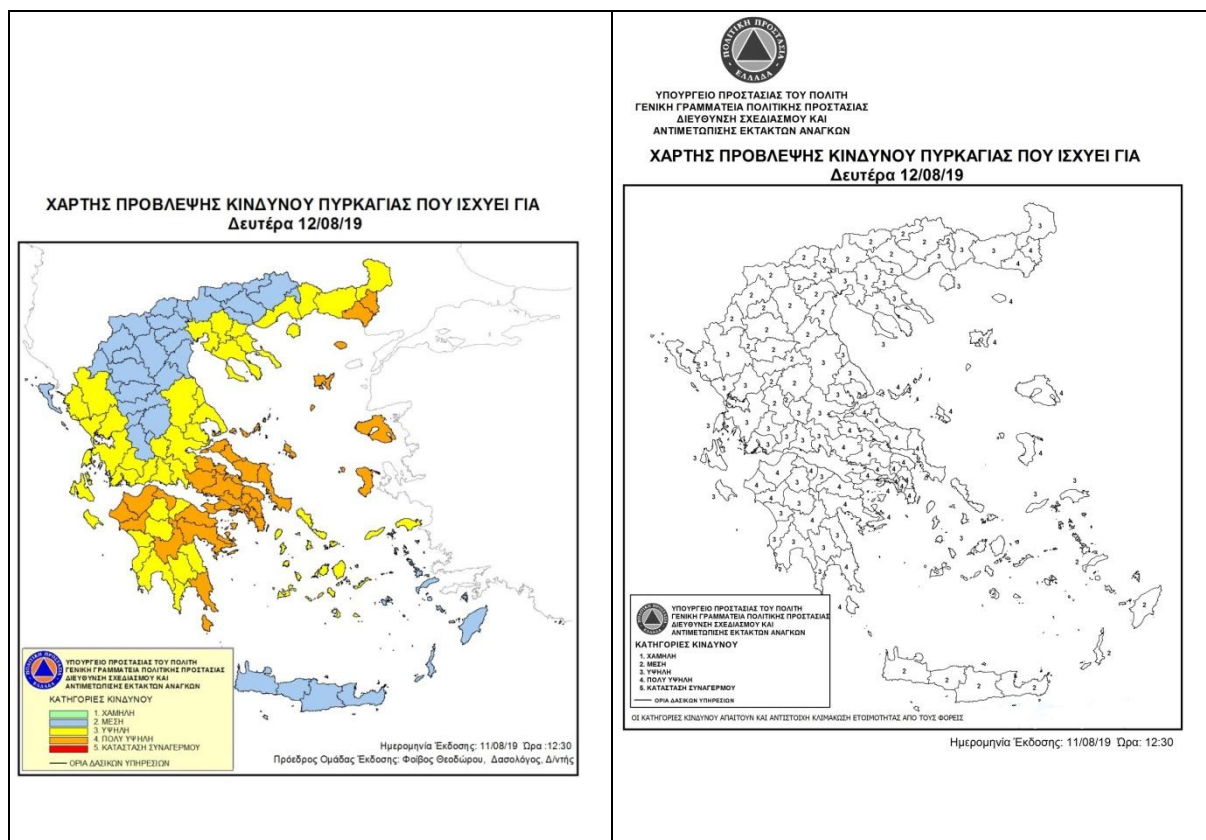 ΧΑΡΤΗΣ ΠΡΟΒΛΕΨΗΣ ΚΙΝΔΥΝΟΥ ΠΥΡΚΑΓΙΑΣ ΠΟΥ ΙΣΧΥΕΙ ΓΙΑ
Δευτέρα 12/08/19
ΥΠΟΥΡΓΕΙΟ ΠΡΟΣΤΑΣΙΑΣ ΤΟΥ ΠΟΛΙΤΗ
ΓΕΝΙΚΗ ΓΡΑΜΜΑΤΕΙΑ ΠΟΛΙΤΙΚΗΣ ΠΡΟΣΤΑΣΙΑΣ
ΔΙΕΥΘΥΝΣΗ ΣΧΕΔΙΑΣΜΟΥ ΚΑΙ
ΑΝΤΙΜΕΤΩΠΙΣΗΣ ΕΚΤΑΚΤΩΝ ΑΝΑΓΚΩΝ
ΚΑΤΗΓΟΡΙΕΣ ΚΙΝΔΥΝΟΥ
1. ΧΑΜΗΛΗ
2. ΜΕΣΗ
3. ΥΨΗΛΗ
4. ΠΟΛΥ ΥΨΗΛΗ
5. ΚΑΤΑΣΤΑΣΗ ΣΥΝΑΓΕΡΜΟΥ
ΟΡΙΑ ΔΑΣΙΚΩΝ ΥΠΗΡΕΣΙΩΝ
Ημερομηνία Έκδοσης: 11/08/19 Ώρα :12:30
Πρόεδρος Ομάδας Έκδοσης: Φοίβος Θεοδώρου, Δασολόγος, Δ/ντής
ΠΟΛΙΤΙΚΗ ΠΡΟΣΤΑΣΙΑ
ΕΛΛΑΔΑ
ΥΠΟΥΡΓΕΙΟ ΠΡΟΣΤΑΣΙΑΣ ΤΟΥ ΠΟΛΙΤΗ
ΓΕΝΙΚΗ ΓΡΑΜΜΑΤΕΙΑ ΠΟΛΙΤΙΚΗΣ ΠΡΟΣΤΑΣΙΑΣ
ΔΙΕΥΘΥΝΣΗ ΣΧΕΔΙΑΣΜΟΥ ΚΑΙ
ΑΝΤΙΜΕΤΩΠΙΣΗΣ ΕΚΤΑΚΤΩΝ ΑΝΑΓΚΩΝ
ΧΑΡΤΗΣ ΠΡΟΒΛΕΨΗΣ ΚΙΝΔΥΝΟΥ ΠΥΡΚΑΓΙΑΣ ΠΟΥ ΙΣΧΥΕΙ ΓΙΑ
Δευτέρα 12/08/19
ΥΠΟΥΡΓΕΙΟ ΠΡΟΣΤΑΣΙΑΣ ΤΟΥ ΠΟΛΙΤΗ
ΓΕΝΙΚΗ ΓΡΑΜΜΑΤΕΙΑ ΠΟΛΙΤΙΚΗΣ ΠΡΟΣΤΑΣΙΑΣ
ΔΙΕΥΘΥΝΣΗ ΣΧΕΔΙΑΣΜΟΥ ΚΑΙ
ΑΝΤΙΜΕΤΩΠΙΣΗΣ ΕΚΤΑΚΤΩΝ ΑΝΑΓΚΩΝ
ΚΑΤΗΓΟΡΙΕΣ ΚΙΝΔΥΝΟΥ
1. ΧΑΜΗΛΗ
2. ΜΕΣΗ
3. ΥΨΗΛΗ
4. ΠΟΛΥ ΥΨΗΛΗ
5. ΚΑΤΑΣΤΑΣΗ ΣΥΝΑΓΕΡΜΟΥ
ΟΡΙΑ ΔΑΣΙΚΩΝ ΥΠΗΡΕΣΙΩΝ
ΟΙ ΚΑΤΗΓΟΡΙΕΣ ΚΙΝΔΥΝΟΥ ΑΠΑΙΤΟΥΝ ΚΑΙ ΑΝΤΙΣΤΟΙΧΗ ΚΛΙΜΑΚΩΣΗ ΕΤΟΙΜΟΤΗΤΑΣ ΑΠΟ ΤΟΥΣ ΦΟΡΕΙΣ
Ημερομηνία Έκδοσης: 11/08/19 Ώρα: 12:30